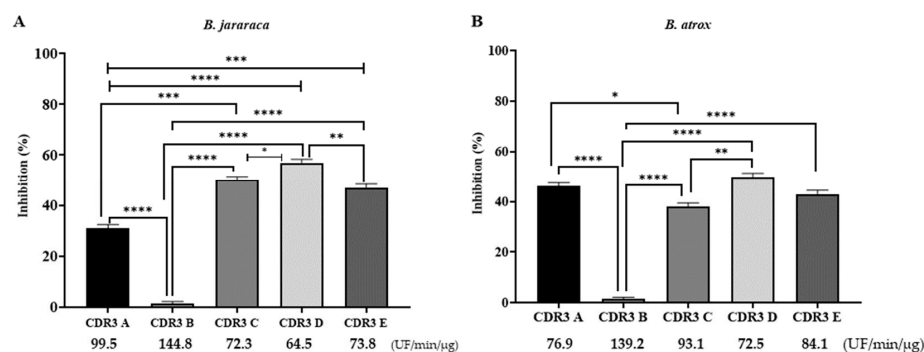 A
B. jararaca
Inhibition (%)
100
80
60
40
20
0
***
****
***
****
****
**
****
*
****
CDR3 A CDR3 B CDR3 C CDR3 D CDR3 E
99.5 144.8 72.3 64.5 73.8 (UF/min/µg)
B
B. atrox
Inhibition (%)
100
80
60
40
20
0
*
****
****
**
****
****
CDR3 A CDR3 B CDR3 C CDR3 D CDR3 E
76.9 139.2 93.1 72.5 84.1 (UF/min/µg)